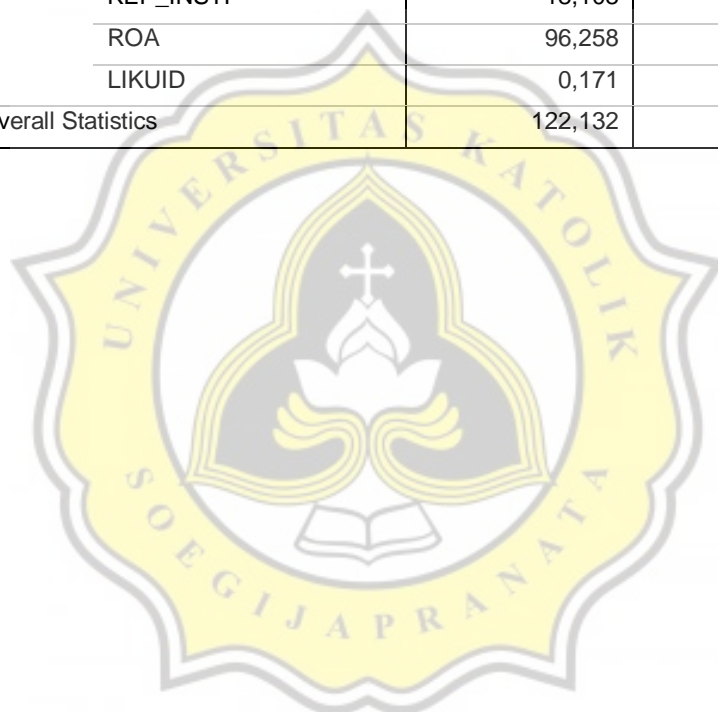 ROA 96,258
LIKUID 0,171
verall Statistics 122,132
UNIVERSITAS KATOLIK
SOEGIJAPRANATA